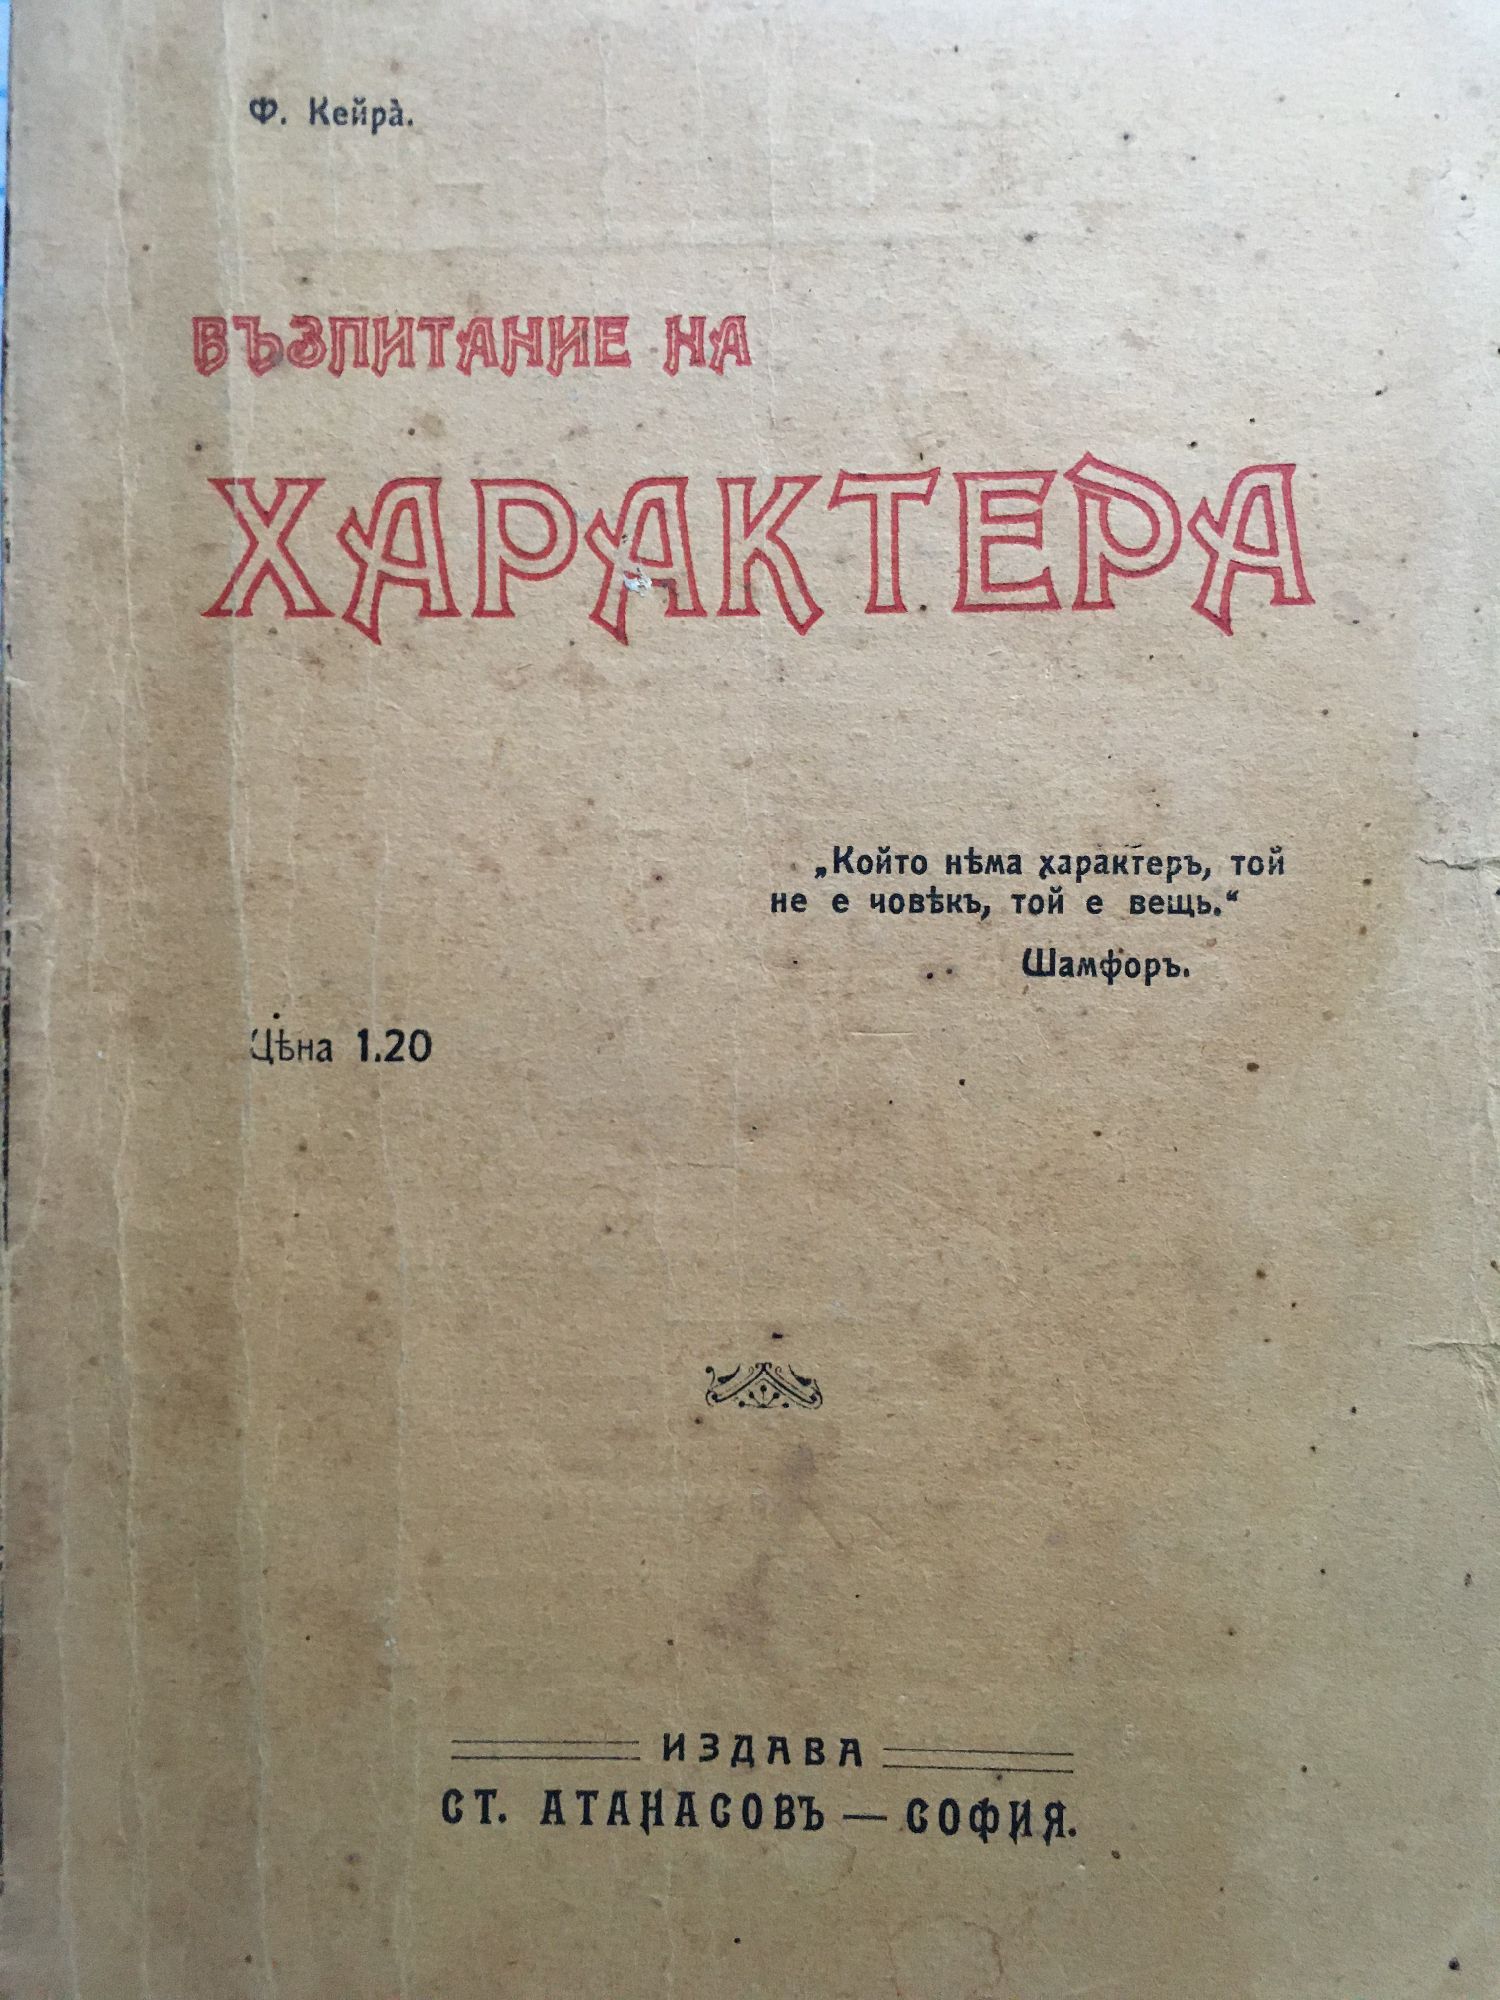 Ф. Кейра̀.
ВЪЗПИТАНИЕ НА
ХАРАКТЕРА
„Който нѣма характеръ, той
не е човѣкъ, той е вещь.“
Шамфоръ.
Цѣна 1.20
ИЗДАВА
СТ. АТАНАСОВЪ — СОФИЯ.